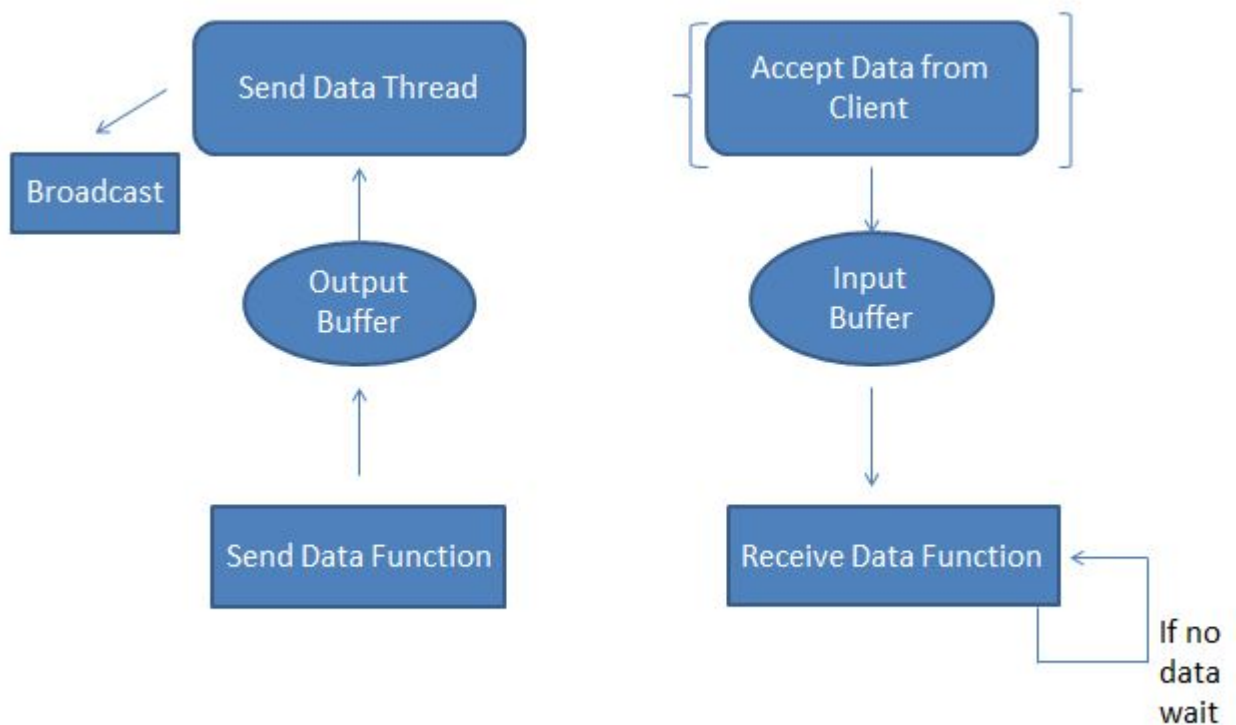 Send Data Thread
Accept Data from
Client
Broadcast
Output
Buffer
Input
Buffer
Send Data Function
Receive Data Function
If no
data
wait